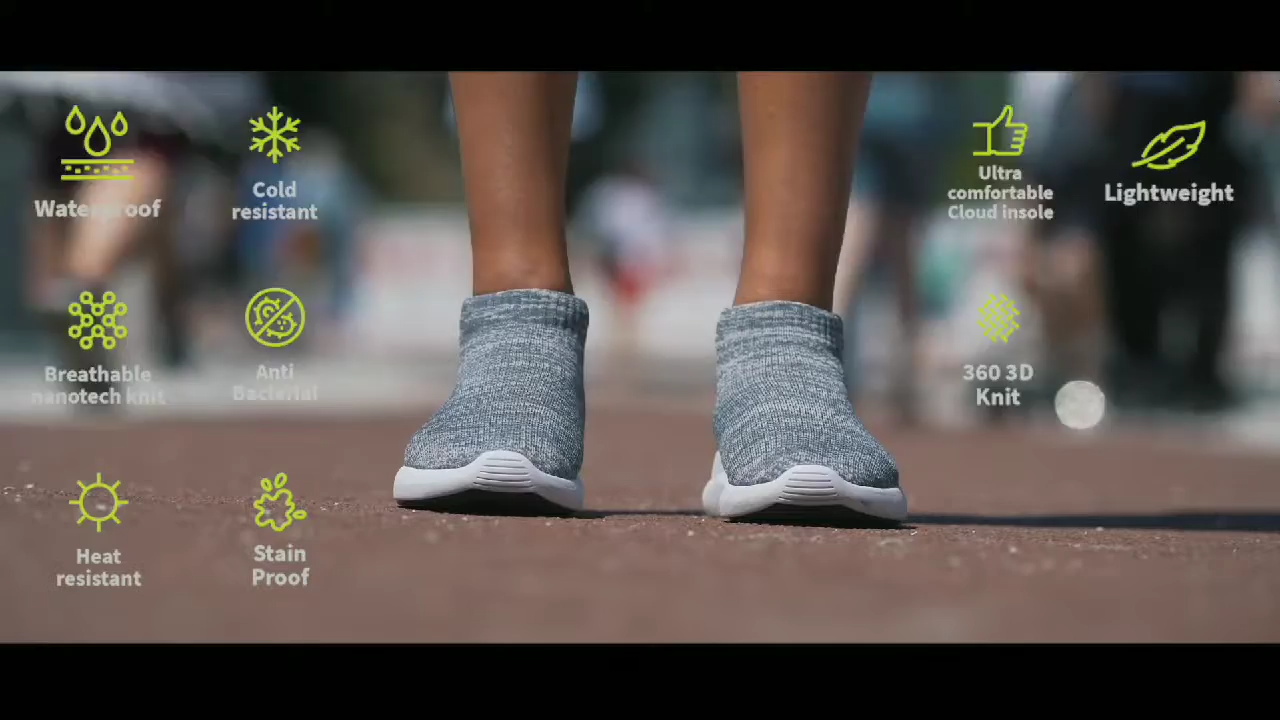 Waterproof
Cold
resistant
Ultra
comfortable
Cloud insole
Lightweight
Breathable
nanotech knit
Anti
Bacterial
360 3D
Knit
Heat
resistant
Stain
Proof